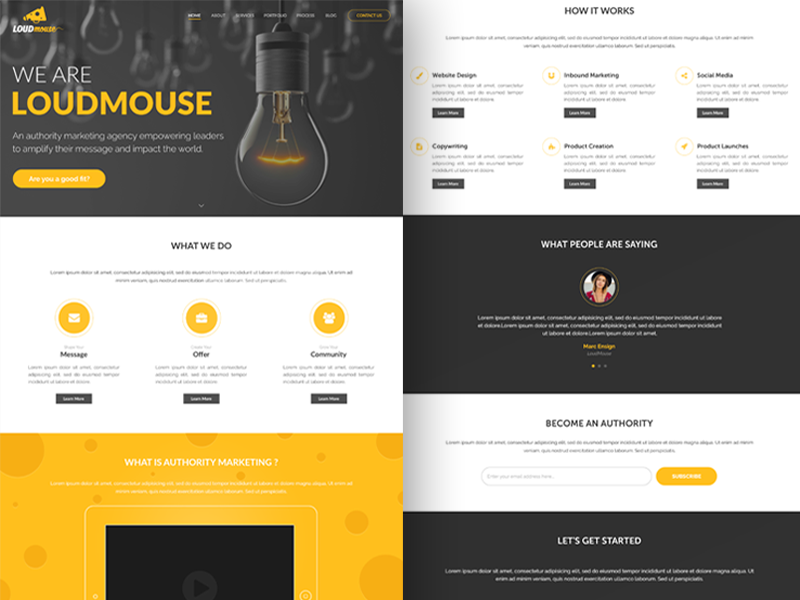 LOUDmouse
HOME ABOUT SERVICES PORTFOLIO PROCESS BLOG CONTACT US
WE ARE
LOUDMOUSE
An authority marketing agency empowering leaders
to amplify their message and impact the world.
Are you a good fit?
WHAT WE DO
Lorem ipsum dolor sit amet, consectetur adipisicing elit, sed do eiusmod tempor incididunt ut labore et dolore magna aliqua. Ut enim ad
minim veniam, quis nostrud exercitation ullamco laboris. Sed ut perspiciatis.
Shape Your
Message
Lorem ipsum dolor sit amet, consectetur
adipisicing elit, sed do eiusmod tempor
incididunt ut labore et dolore.
Learn More
Create Your
Offer
Lorem ipsum dolor sit amet, consectetur
adipisicing elit, sed do eiusmod tempor
incididunt ut labore et dolore.
Learn More
Grow Your
Community
Lorem ipsum dolor sit amet, consectetur
adipisicing elit, sed do eiusmod tempor
incididunt ut labore et dolore.
Learn More
WHAT IS AUTHORITY MARKETING ?
Lorem ipsum dolor sit amet, consectetur adipisicing elit, sed do eiusmod tempor incididunt ut labore et dolore magna aliqua. Ut enim ad
minim veniam, quis nostrud exercitation ullamco laboris. Sed ut perspiciatis.
HOW IT WORKS
Lorem ipsum dolor sit amet, consectetur adipisicing elit, sed do eiusmod tempor incididunt ut labore et dolore magna aliqua. Ut enim ad minim
veniam, quis nostrud exercitation ullamco laboris. Sed ut perspiciatis.
Website Design
Lorem ipsum dolor sit amet, consectetur
adipisicing elit, sed do eiusmod tempor
incididunt ut labore et dolore.
Learn More
Inbound Marketing
Lorem ipsum dolor sit amet, consectetur
adipisicing elit, sed do eiusmod tempor
incididunt ut labore et dolore.
Learn More
Social Media
Lorem ipsum dolor sit amet, consectetur
adipisicing elit, sed do eiusmod tempor
incididunt ut labore et dolore.
Learn More
Copywriting
Lorem ipsum dolor sit amet, consectetur
adipisicing elit, sed do eiusmod tempor
incididunt ut labore et dolore.
Learn More
Product Creation
Lorem ipsum dolor sit amet, consectetur
adipisicing elit, sed do eiusmod tempor
incididunt ut labore et dolore.
Learn More
Product Launches
Lorem ipsum dolor sit amet, consectetur
adipisicing elit, sed do eiusmod tempor
incididunt ut labore et dolore.
Learn More
WHAT PEOPLE ARE SAYING
Lorem ipsum dolor sit amet, consectetur adipisicing elit, sed do eiusmod tempor incididunt ut labore
et dolore.Lorem ipsum dolor sit amet, consectetur adipisicing elit, sed do eiusmod tempor incididunt
ut labore et dolore.Lorem ipsum dolor sit amet.
Marc Ensign
LoudMouse
BECOME AN AUTHORITY
Lorem ipsum dolor sit amet, consectetur adipisicing elit, sed do eiusmod tempor incididunt ut labore et dolore magna aliqua. Ut enim ad minim
veniam, quis nostrud exercitation ullamco laboris. Sed ut perspiciatis.
Enter your email address here...
SUBSCRIBE
LET'S GET STARTED
Lorem ipsum dolor sit amet, consectetur adipisicing elit, sed do eiusmod tempor incididunt ut labore et dolore magna aliqua. Ut
enim ad minim veniam, quis nostrud exercitation ullamco laboris. Sed ut perspiciatis.